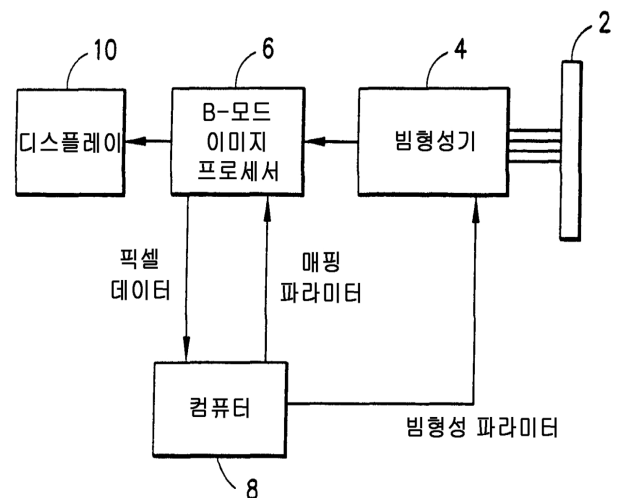 10
6
4
2
디스플레이
B-모드
이미지
프로세서
빔형성기
픽셀
데이터
매핑
파라미터
컴퓨터
빔형성 파라미터
8